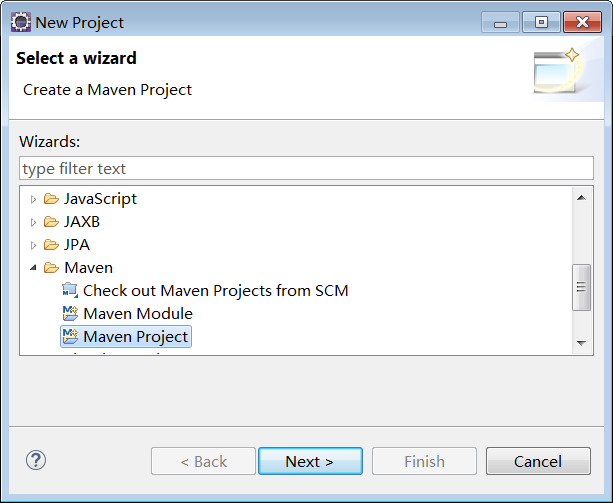 New Project
Select a wizard
Create a Maven Project
Wizards:
type filter text
JavaScript
JAXB
JPA
Maven
Check out Maven Projects from SCM
Maven Module
Maven Project
< Back Next > Finish Cancel